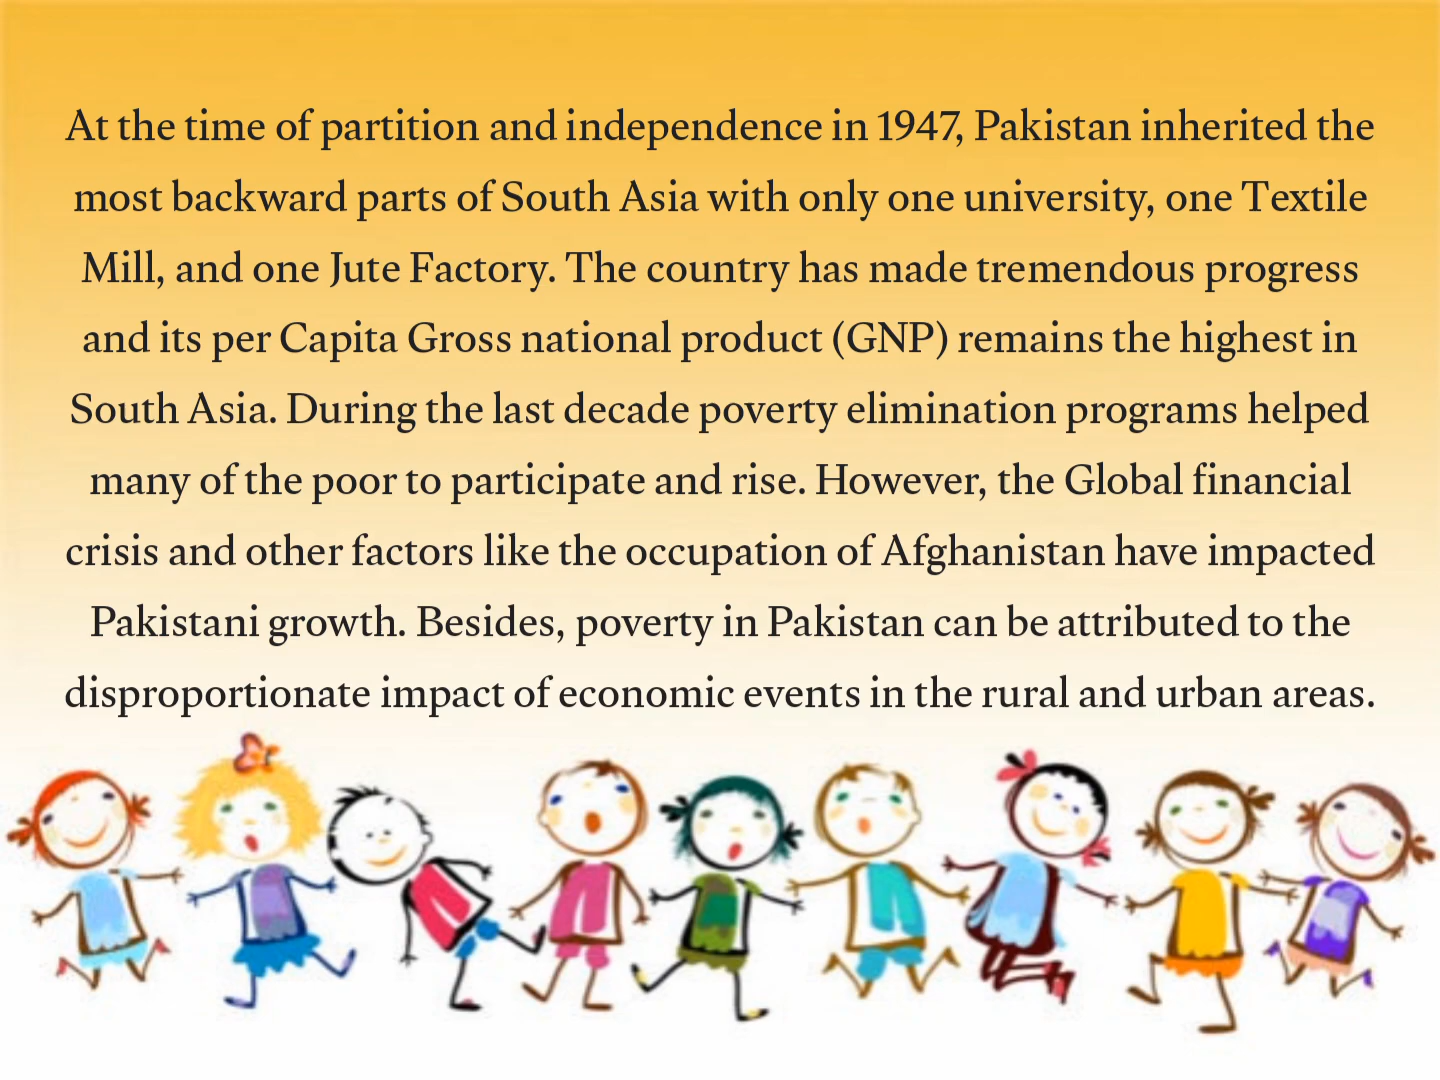 At the time of partition and independence in 1947, Pakistan inherited the
most backward parts of South Asia with only one university, one Textile
Mill, and one Jute Factory. The country has made tremendous progress
and its per Capita Gross national product (GNP) remains the highest in
South Asia. During the last decade poverty elimination programs helped
many of the poor to participate and rise. However, the Global financial
crisis and other factors like the occupation of Afghanistan have impacted
Pakistani growth. Besides, poverty in Pakistan can be attributed to the
disproportionate impact of economic events in the rural and urban areas.